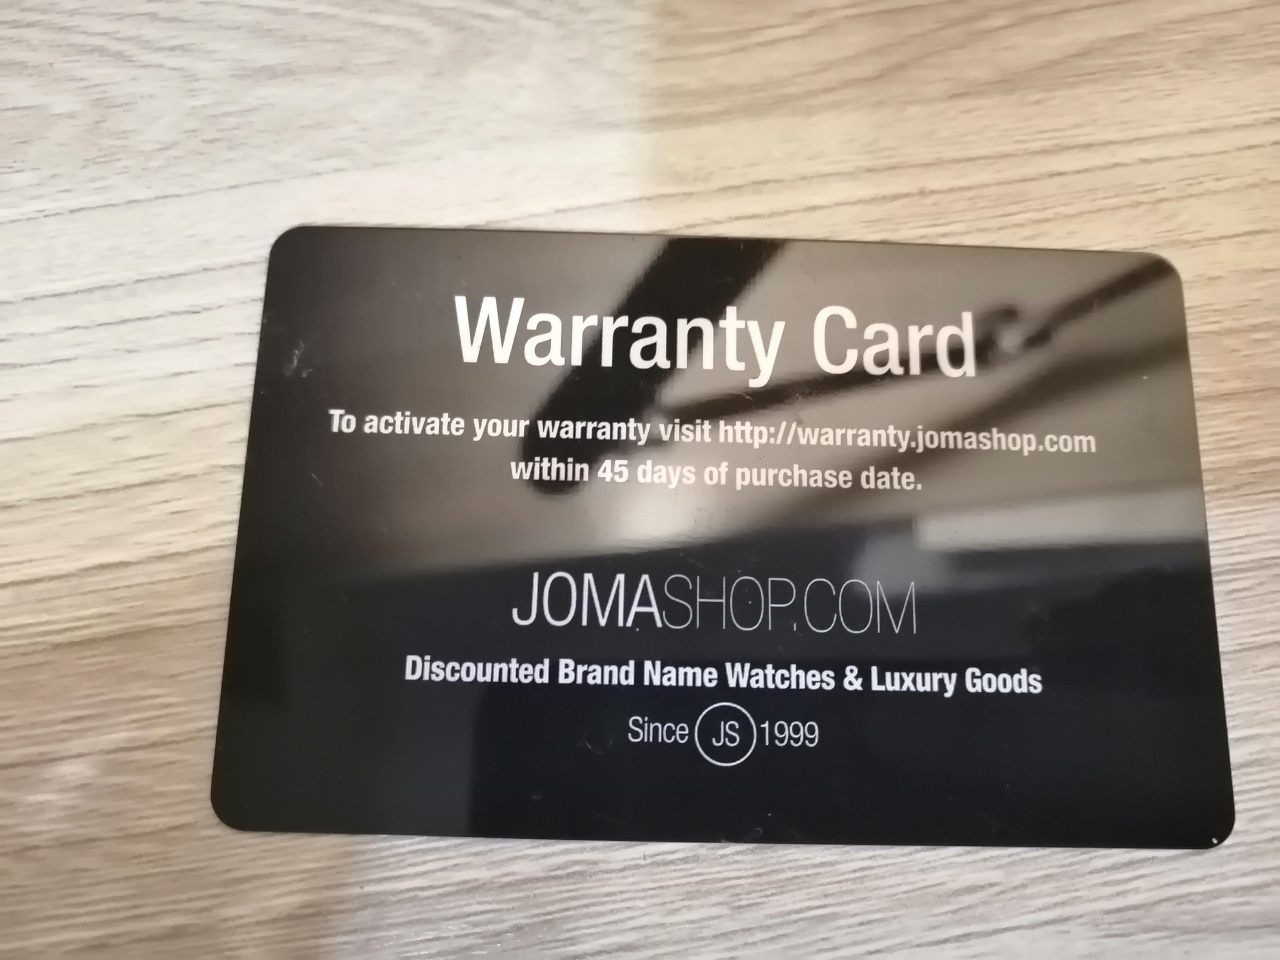 Warranty Card
To activate your warranty visit http://warranty.jomashop.com
within 45 days of purchase date.
JOMASHOP.COM
Discounted Brand Name Watches & Luxury Goods
Since JS 1999